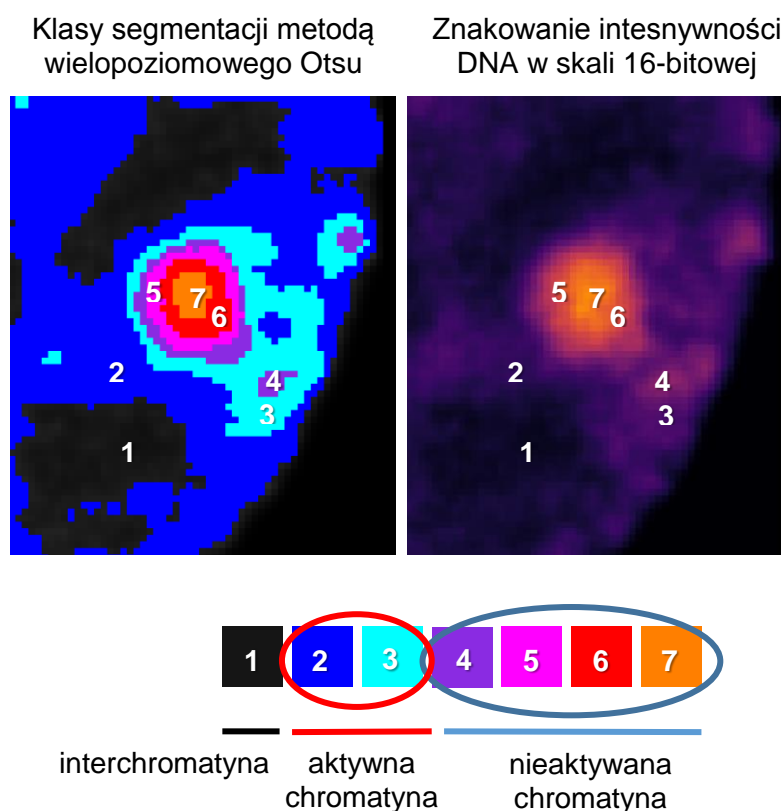 Klasy segmentacji metodą
wielopoziomowego Otsu
Znakowanie intesnywności
DNA w skali 16-bitowej
5
7
6
2
4
3
1
5
7
6
2
4
3
1
1 2 3 4 5 6 7
interchromatyna
aktywna
chromatyna
nieaktywana
chromatyna